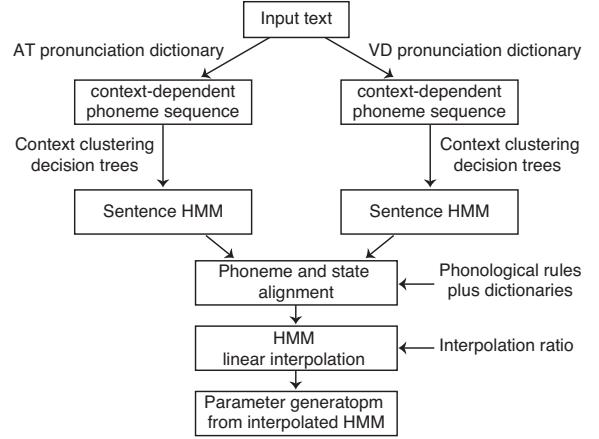 Input text
AT pronunciation dictionary
VD pronunciation dictionary
context-dependent
phoneme sequence
context-dependent
phoneme sequence
Context clustering
decision trees
Context clustering
decision trees
Sentence HMM
Sentence HMM
Phoneme and state
alignment
Phonological rules
plus dictionaries
HMM
linear interpolation
Interpolation ratio
Parameter generatopm
from interpolated HMM